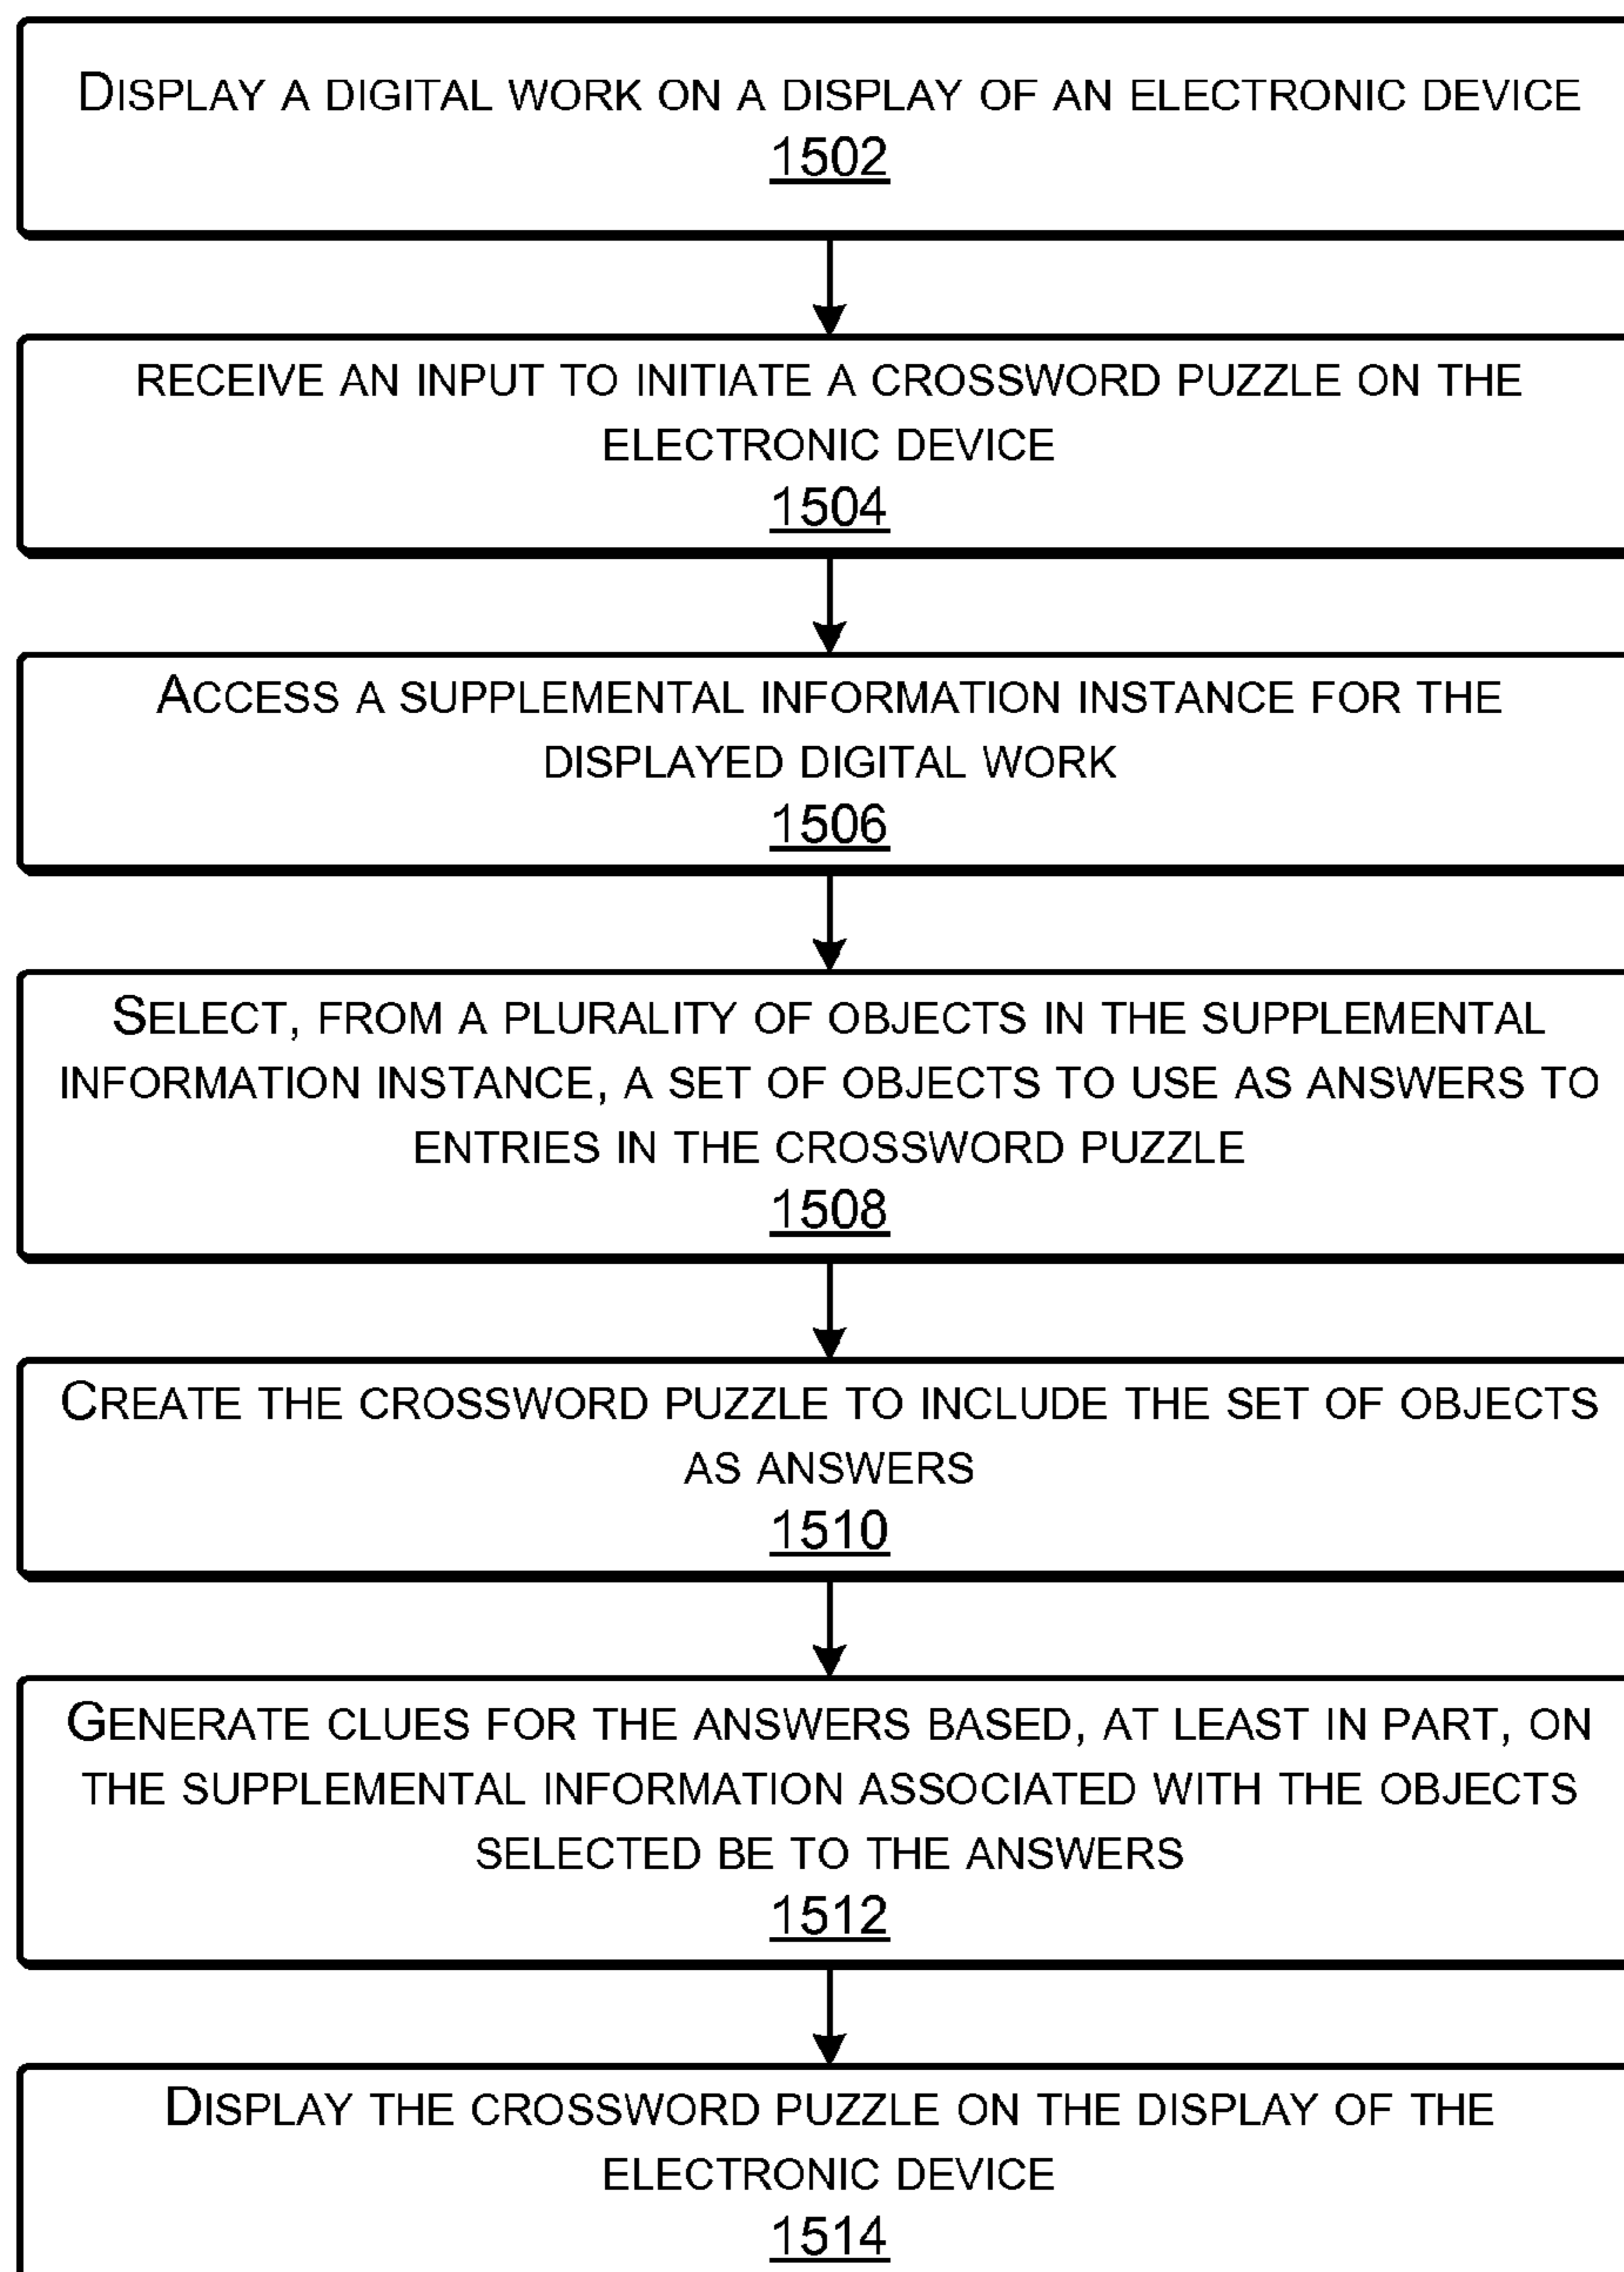 DISPLAY A DIGITAL WORK ON A DISPLAY OF AN ELECTRONIC DEVICE
1502
RECEIVE AN INPUT TO INITIATE A CROSSWORD PUZZLE ON THE
ELECTRONIC DEVICE
1504
ACCESS A SUPPLEMENTAL INFORMATION INSTANCE FOR THE
DISPLAYED DIGITAL WORK
1506
SELECT, FROM A PLURALITY OF OBJECTS IN THE SUPPLEMENTAL
INFORMATION INSTANCE, A SET OF OBJECTS TO USE AS ANSWERS TO
ENTRIES IN THE CROSSWORD PUZZLE
1508
CREATE THE CROSSWORD PUZZLE TO INCLUDE THE SET OF OBJECTS
AS ANSWERS
1510
GENERATE CLUES FOR THE ANSWERS BASED, AT LEAST IN PART, ON
THE SUPPLEMENTAL INFORMATION ASSOCIATED WITH THE OBJECTS
SELECTED BE TO THE ANSWERS
1512
DISPLAY THE CROSSWORD PUZZLE ON THE DISPLAY OF THE
ELECTRONIC DEVICE
1514